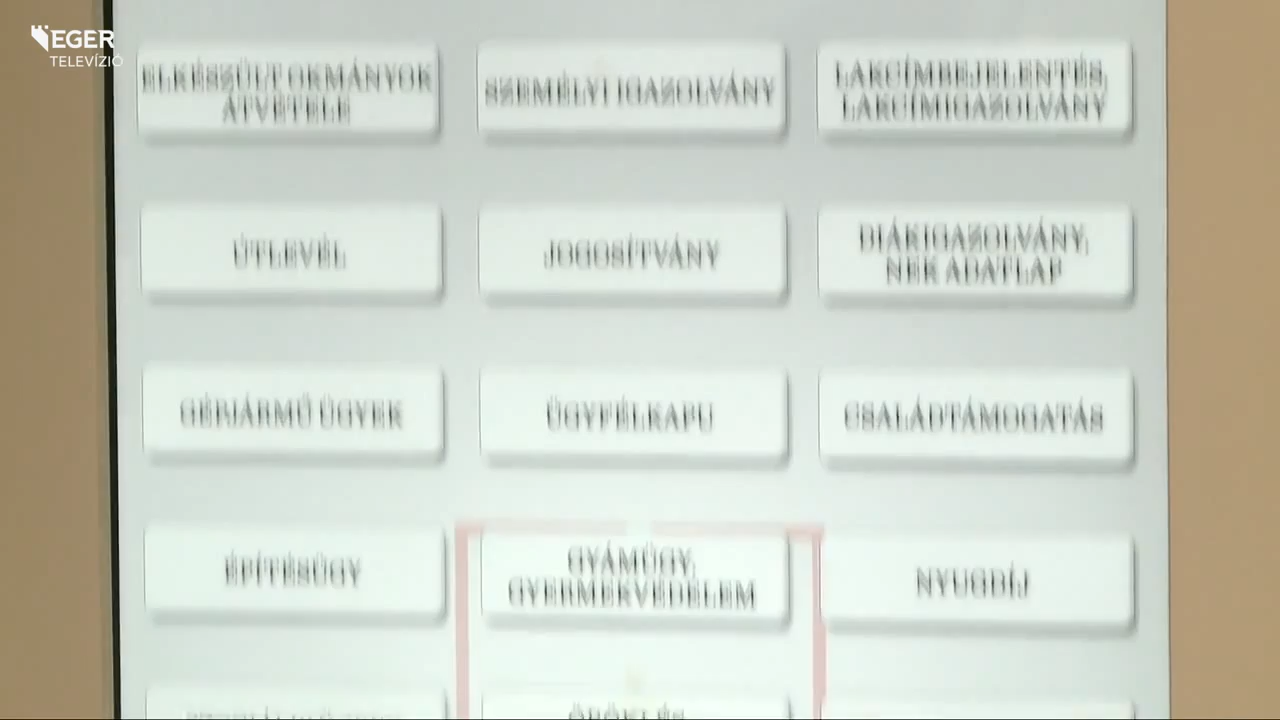 EGER
TELEVÍZIÓ
ELKÉSZÜLT OKMÁNYOK
ÁTVÉTELE
SZEMÉLYI IGAZOLVÁNY
LAKCÍMBEJELENTÉS,
LAKCÍMIGAZOLVÁNY
ÚTLEVÉL
JOGOSÍTVÁNY
DIÁKIGAZOLVÁNY,
NEK ADATLAP
GÉPJÁRMŰ ÜGYEK
ÜGYFÉLKAPU
CSALÁDTÁMOGATÁS
ÉPÍTÉSÜGY
GYÁMÜGY,
GYERMEKVÉDELEM
NYUGDÍJ
ÖRÖKLÉS